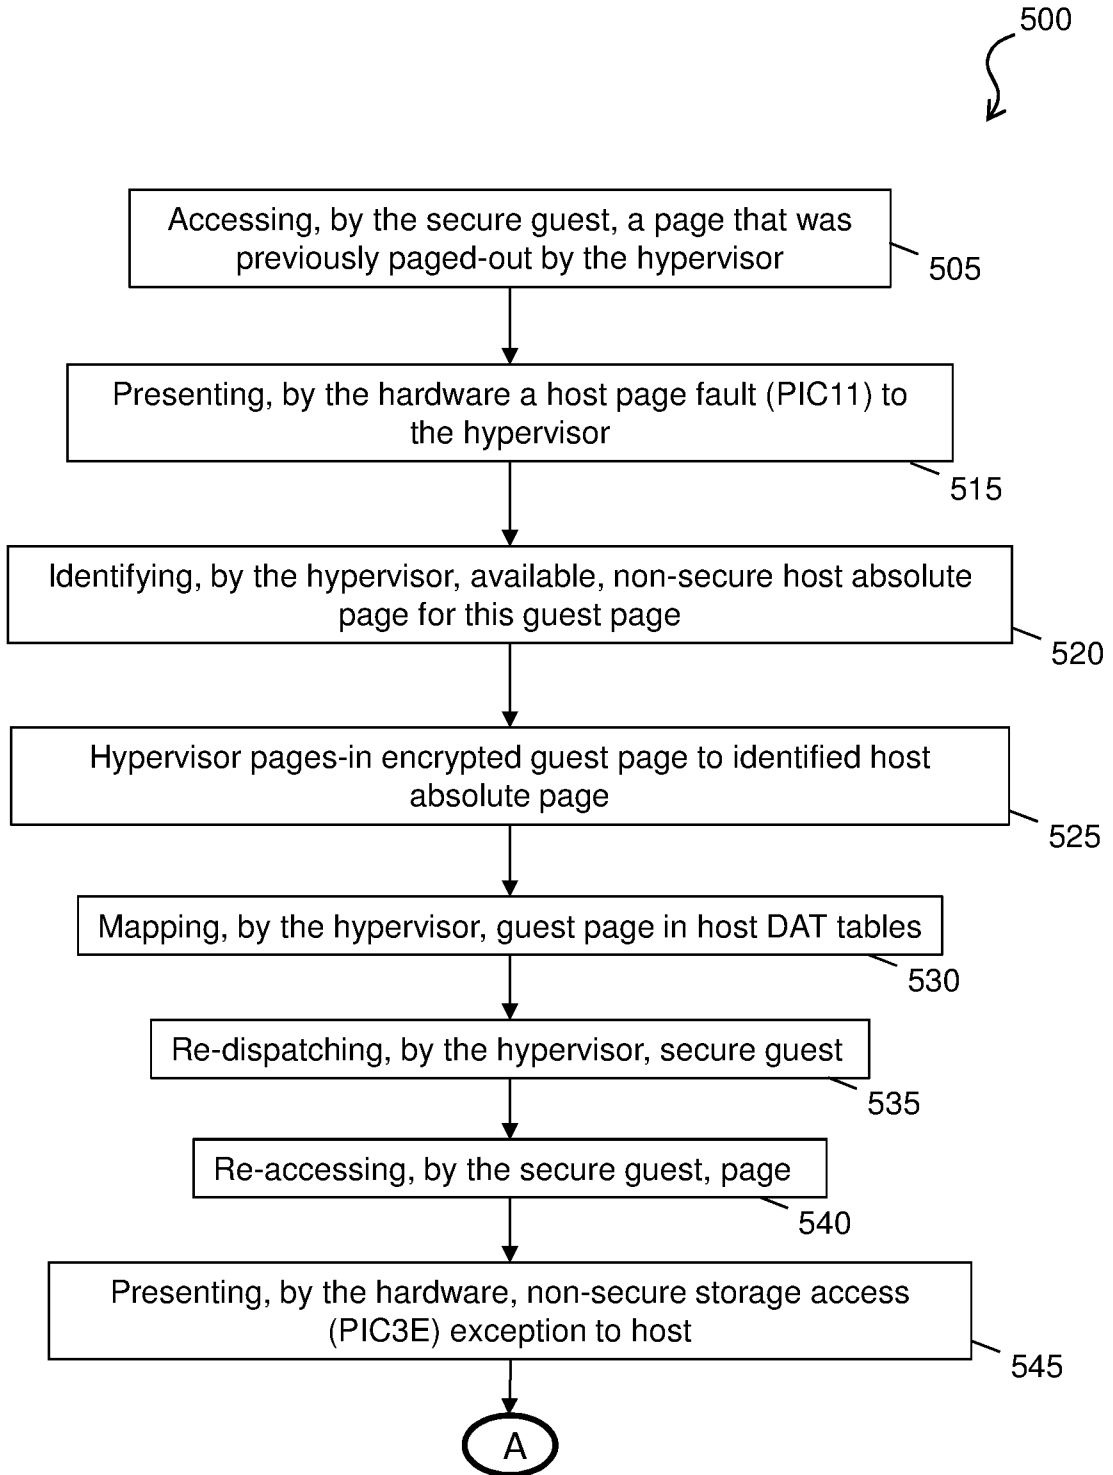 500
Accessing, by the secure guest, a page that was
previously paged-out by the hypervisor
505
Presenting, by the hardware a host page fault (PIC11) to
the hypervisor
515
Identifying, by the hypervisor, available, non-secure host absolute
page for this guest page
520
Hypervisor pages-in encrypted guest page to identified host
absolute page
525
Mapping, by the hypervisor, guest page in host DAT tables
530
Re-dispatching, by the hypervisor, secure guest
535
Re-accessing, by the secure guest, page
540
Presenting, by the hardware, non-secure storage access
(PIC3E) exception to host
545
A